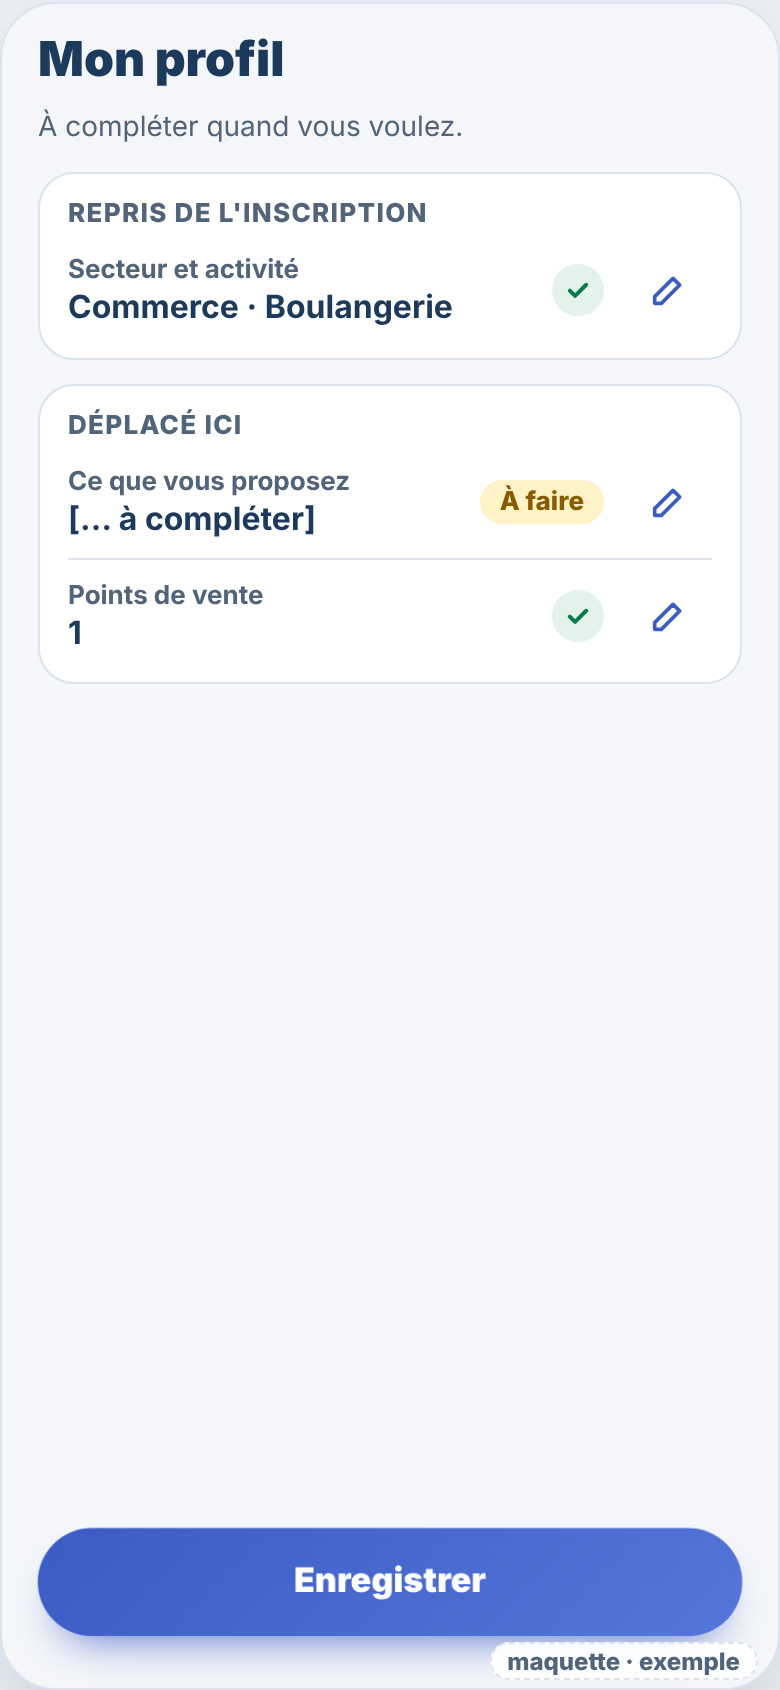 Mon profil
À compléter quand vous voulez.
REPRIS DE L'INSCRIPTION
Secteur et activité
Commerce · Boulangerie
DÉPLACÉ ICI
Ce que vous proposez
[... à compléter]
À faire
Points de vente
1
Enregistrer
maquette · exemple